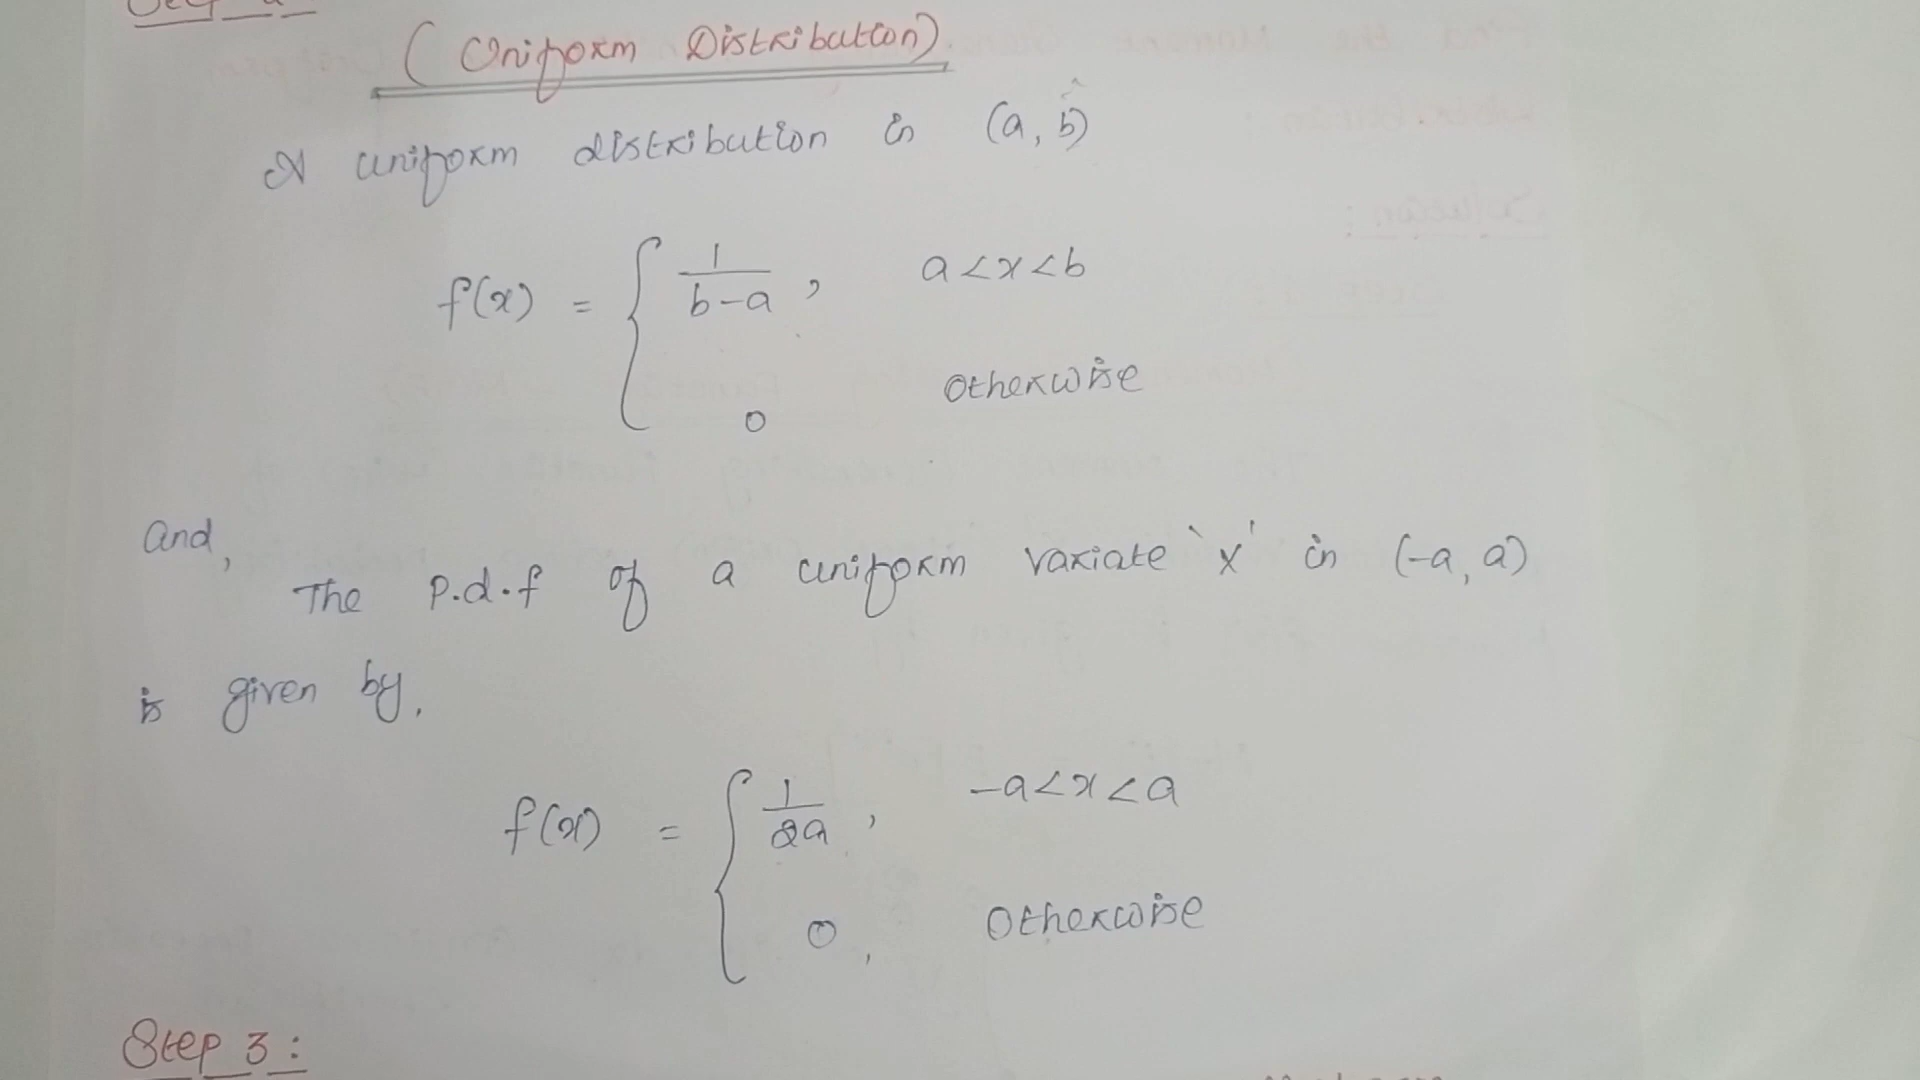 (Uniform Distribution)
A uniform distribution in (a, b)
f(x) = { 1/(b-a) , a<x<b
0 otherwise
and,
The p.d.f of a uniform variate 'x' in (-a, a)
is given by,
f(x) = { 1/2a , -a<x<a
0, otherwise
Step 3: